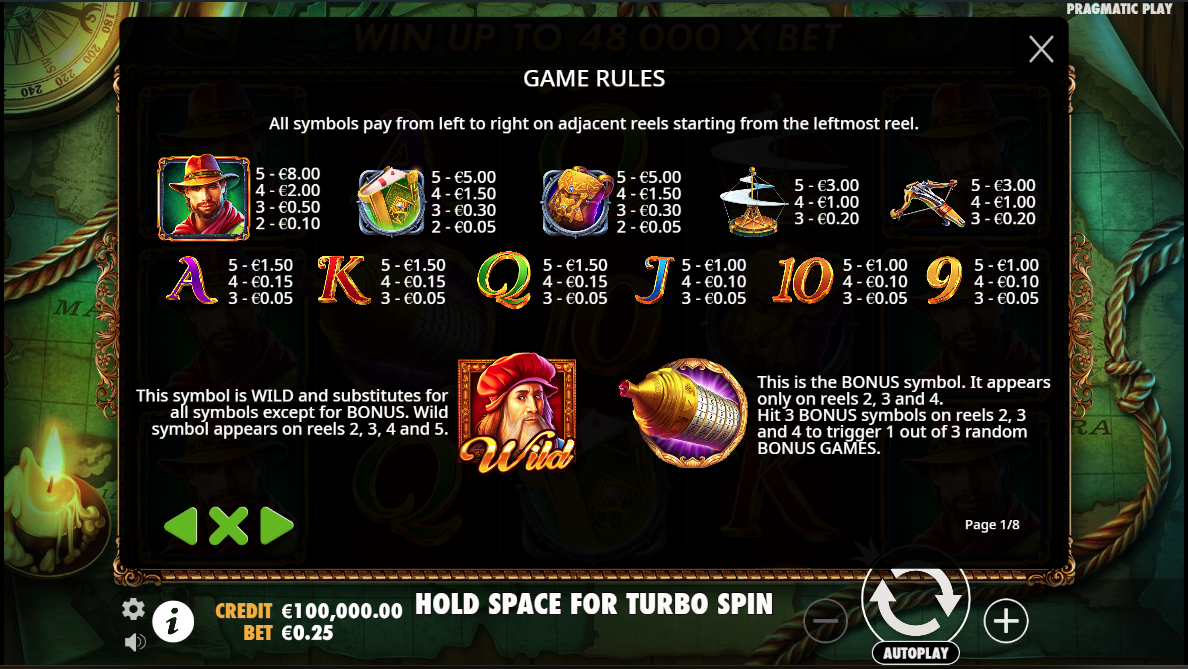 PRAGMATIC PLAY
WIN UP TO 48,000 X BET
GAME RULES
All symbols pay from left to right on adjacent reels starting from the leftmost reel.
5 - €8.00
4 - €2.00
3 - €0.50
2 - €0.10
5 - €5.00
4 - €1.50
3 - €0.30
2 - €0.05
5 - €5.00
4 - €1.50
3 - €0.30
2 - €0.05
5 - €3.00
4 - €1.00
3 - €0.20
5 - €3.00
4 - €1.00
3 - €0.20
A
5 - €1.50
4 - €0.15
3 - €0.05
K
5 - €1.50
4 - €0.15
3 - €0.05
Q
5 - €1.50
4 - €0.15
3 - €0.05
J
5 - €1.00
4 - €0.10
3 - €0.05
10
5 - €1.00
4 - €0.10
3 - €0.05
9
5 - €1.00
4 - €0.10
3 - €0.05
This symbol is WILD and substitutes for
all symbols except for BONUS. Wild
symbol appears on reels 2, 3, 4 and 5.
Wild
This is the BONUS symbol. It appears
only on reels 2, 3 and 4.
Hit 3 BONUS symbols on reels 2, 3
and 4 to trigger 1 out of 3 random
BONUS GAMES.
Page 1/8
CREDIT €100,000.00
BET €0.25
HOLD SPACE FOR TURBO SPIN
AUTOPLAY
180
200
220
240